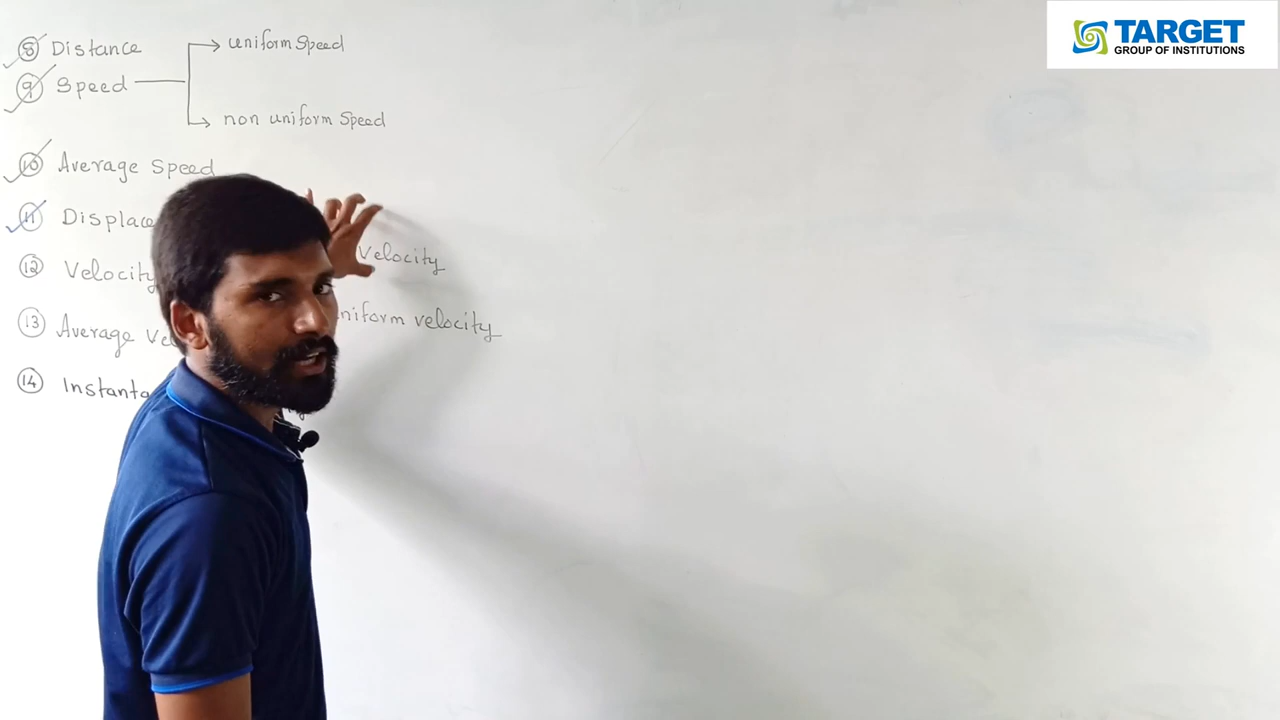 8 Distance
uniform Speed
9 Speed
non uniform Speed
10 Average Speed
11 Displace
12 Velocity
Velocity
13 Average Ve
niform velocity
14 Instanta
TARGET
GROUP OF INSTITUTIONS